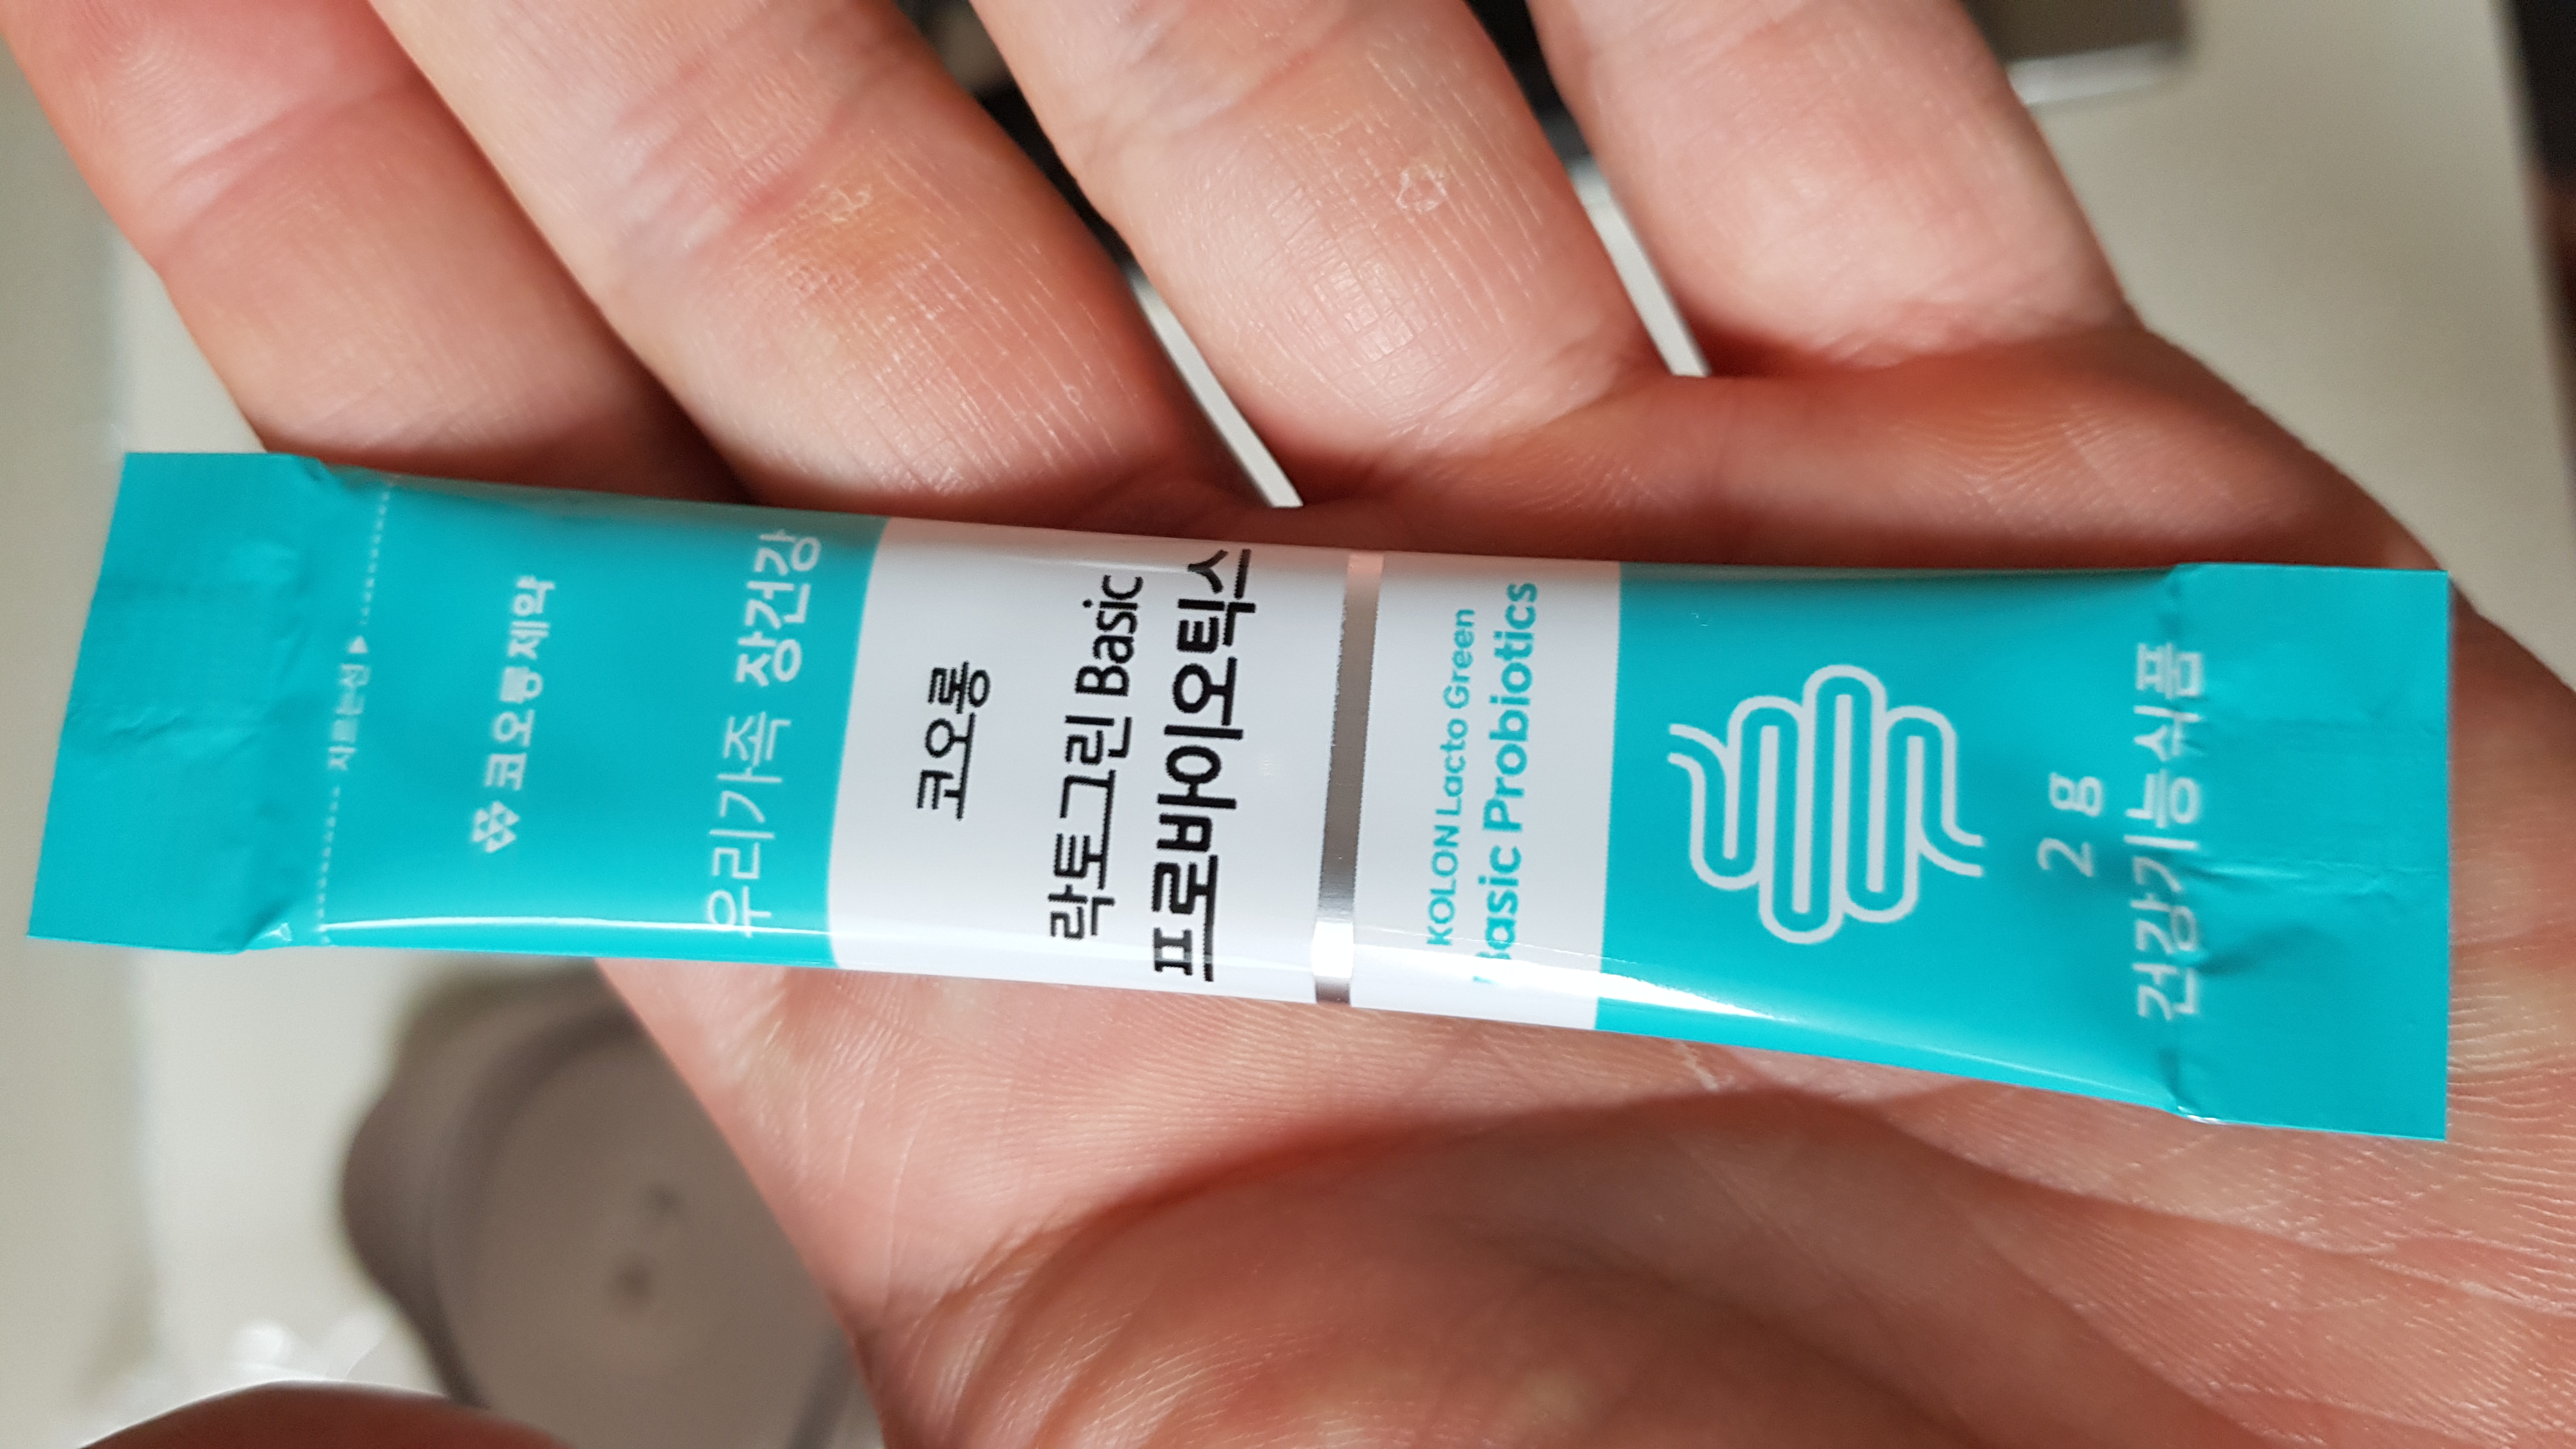 자르는선▶
코오롱제약
우리가족 장건강
코오롱
락토그린 Basic
프로바이오틱스
KOLON Lacto Green
Basic Probiotics
2 g
건강기능식품